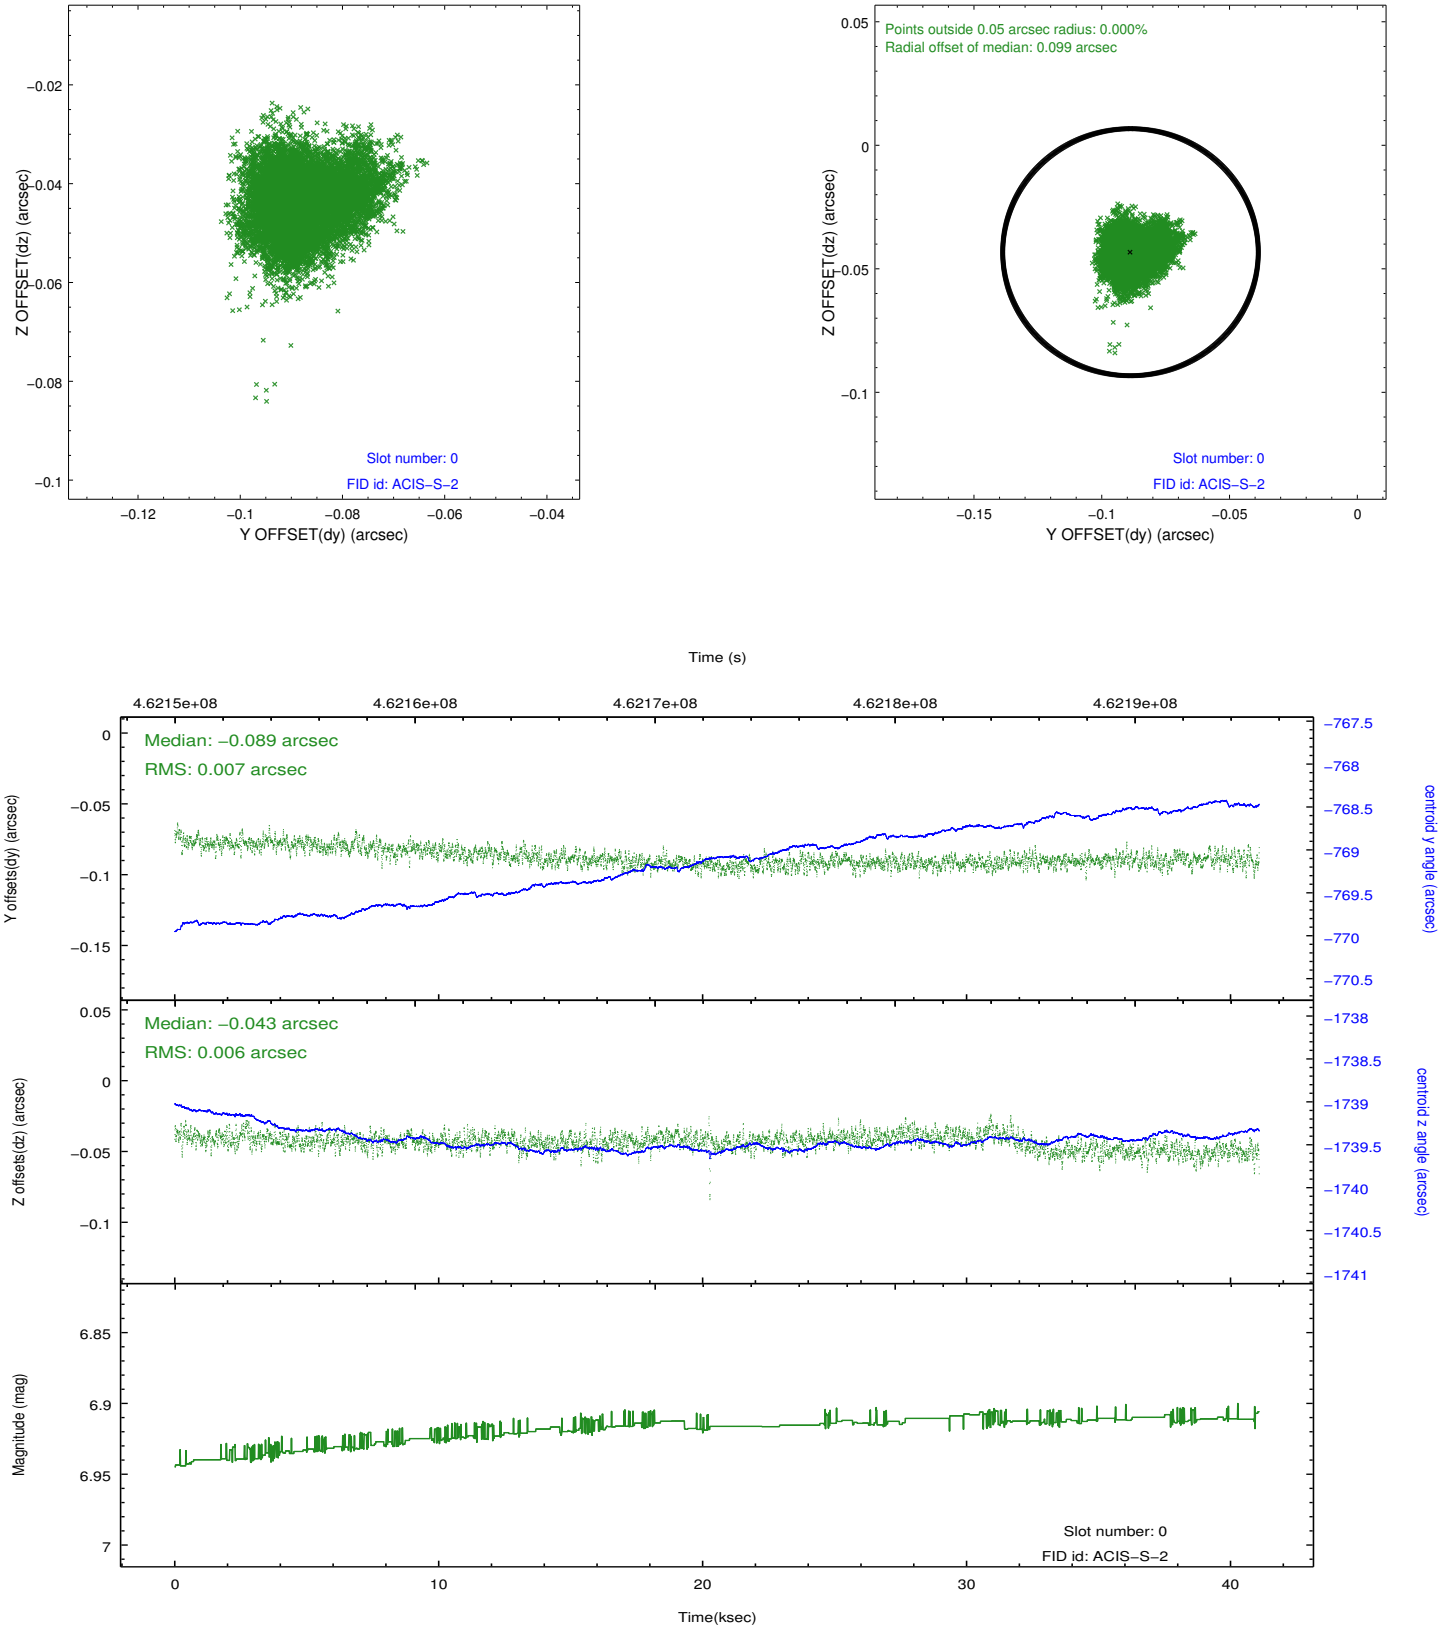 −0.02
−0.04
−0.06
−0.08
−0.1
Z OFFSET(dz) (arcsec)
Slot number: 0
FID id: ACIS−S−2
−0.12
−0.1
−0.08
−0.06
−0.04
Y OFFSET(dy) (arcsec)
Points outside 0.05 arcsec radius: 0.000%
Radial offset of median: 0.099 arcsec
0.05
0
−0.05
−0.1
Z OFFSET(dz) (arcsec)
Slot number: 0
FID id: ACIS−S−2
−0.15
−0.1
−0.05
0
Y OFFSET(dy) (arcsec)
Time (s)
4.6215e+08
4.6216e+08
4.6217e+08
4.6218e+08
4.6219e+08
Median: −0.089 arcsec
RMS: 0.007 arcsec
0
−0.05
−0.1
−0.15
Y offsets(dy) (arcsec)
−767.5
−768
−768.5
−769
−769.5
−770
−770.5
centroid y angle (arcsec)
Median: −0.043 arcsec
RMS: 0.006 arcsec
0.05
0
−0.05
−0.1
Z offsets(dz) (arcsec)
−1738
−1738.5
−1739
−1739.5
−1740
−1740.5
−1741
centroid z angle (arcsec)
6.85
6.9
6.95
7
Magnitude (mag)
Slot number: 0
FID id: ACIS−S−2
0
10
20
30
40
Time(ksec)